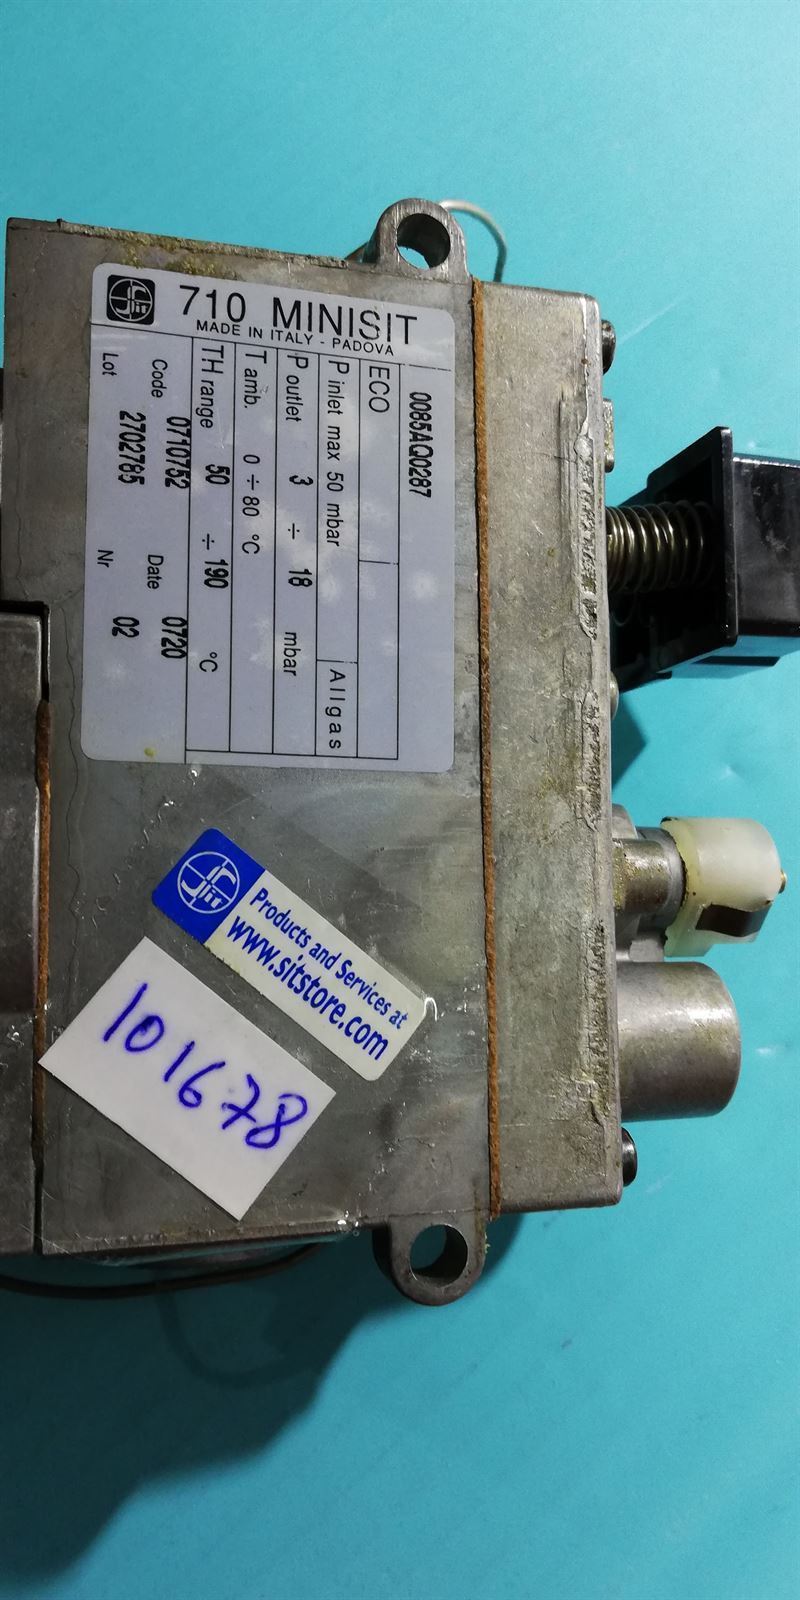 sit 710 MINISIT
MADE IN ITALY - PADOVA
0085AQ0287
ECO
P inlet max 50 mbar Allgas
P outlet 3 ÷ 18 mbar
T amb. 0 ÷ 80 °C
TH range 50 ÷ 190 °C
Code 0710752 Date 0720
Lot 2702785 Nr 02
sit
Products and Services at
www.sitstore.com
101678